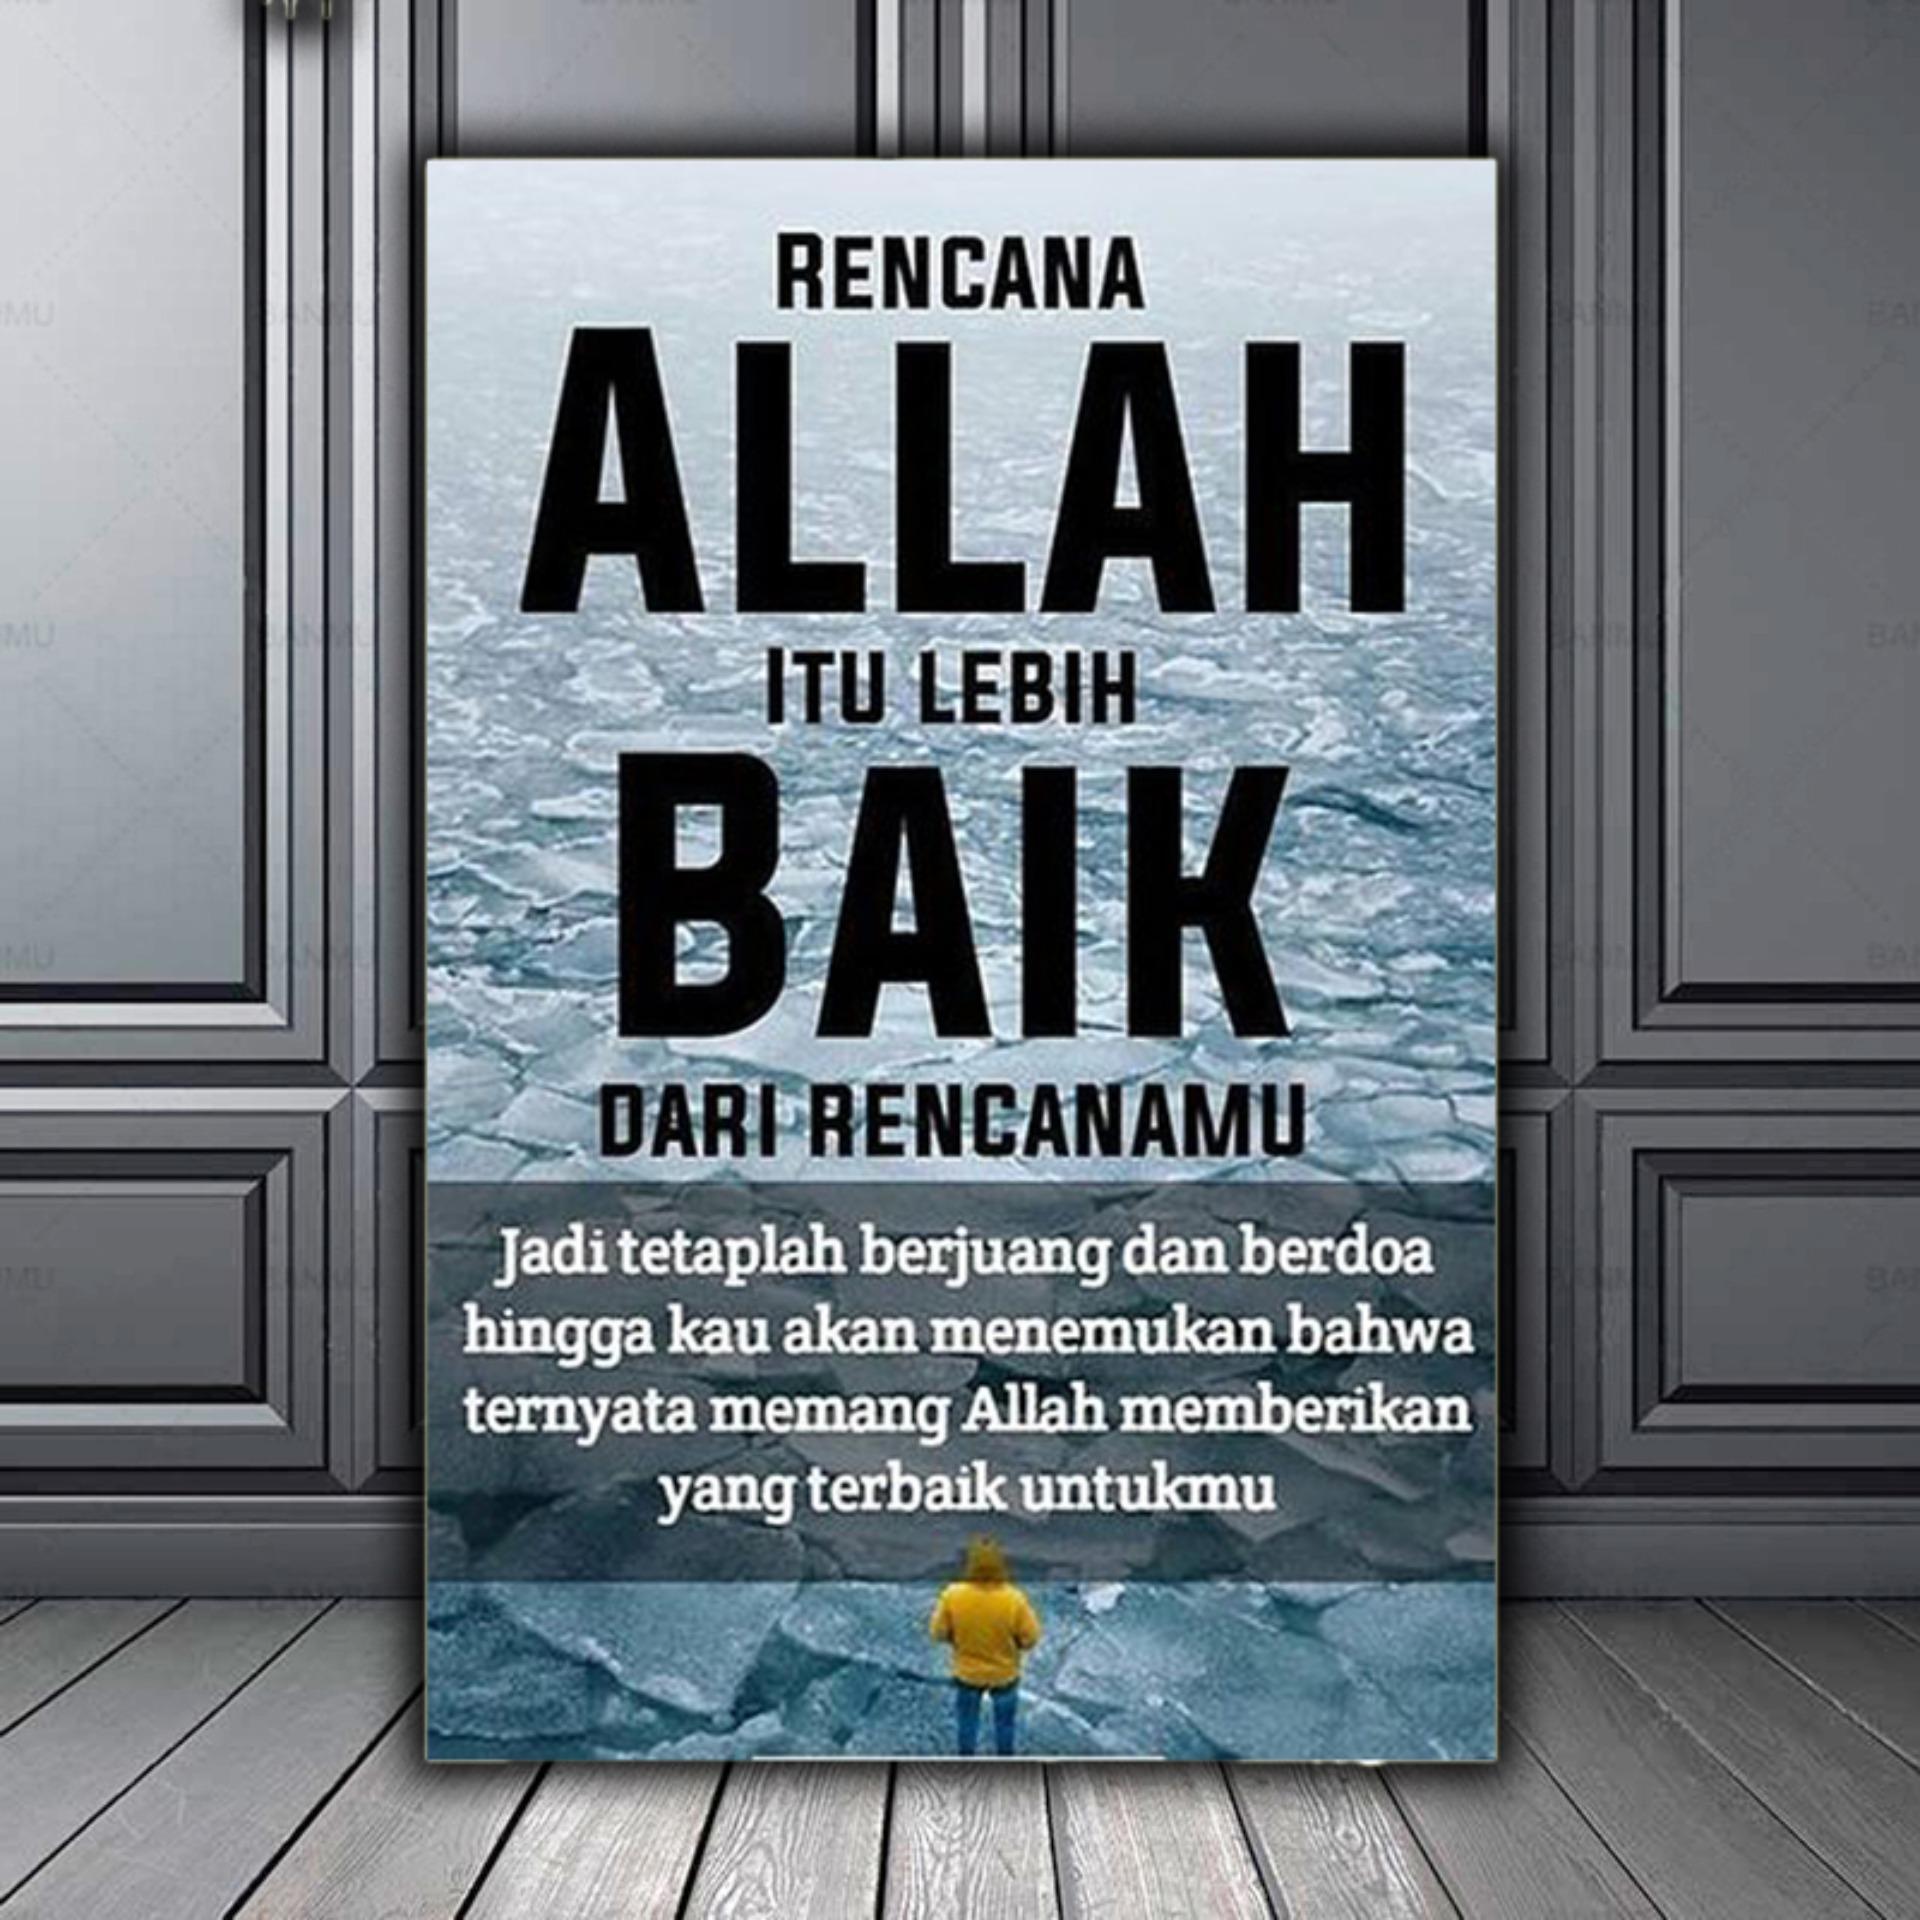 RENCANA
ALLAH
ITU LEBIH
BAIK
DARI RENCANAMU
Jadi tetaplah berjuang dan berdoa
hingga kau akan menemukan bahwa
ternyata memang Allah memberikan
yang terbaik untukmu